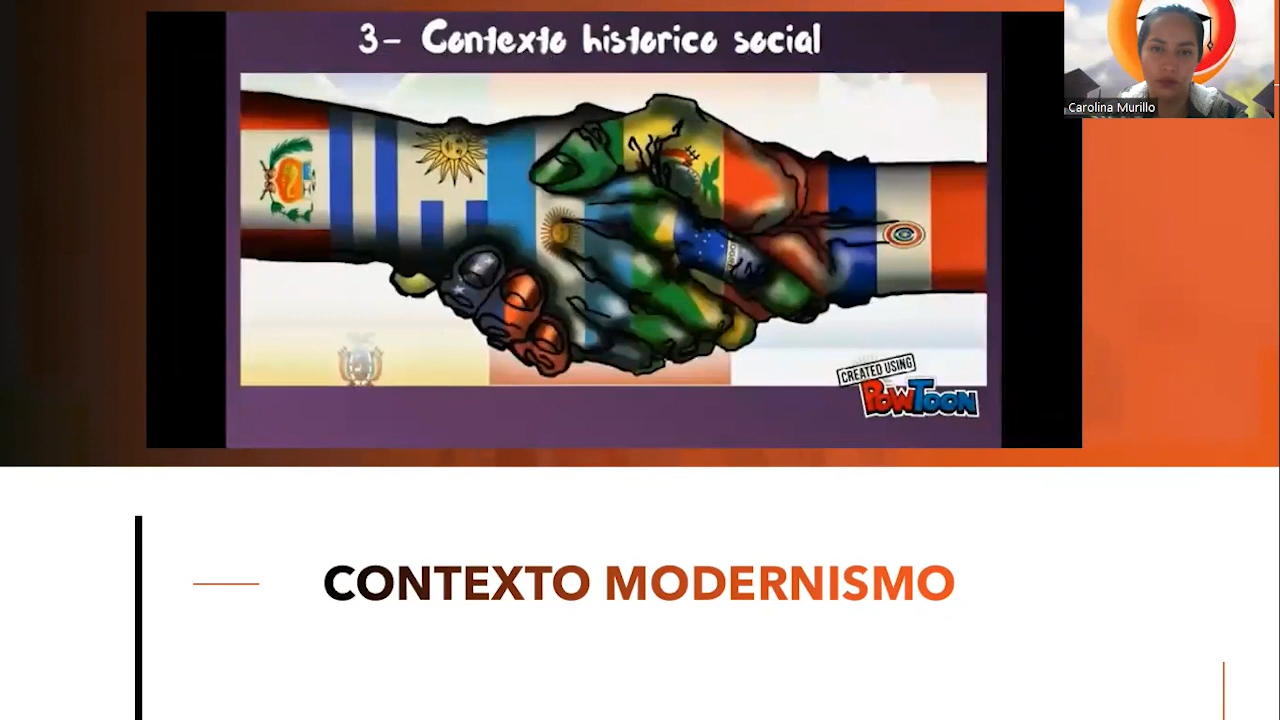 3- Contexto historico social
Carolina Murillo
CREATED USING
POWTOON
CONTEXTO MODERNISMO